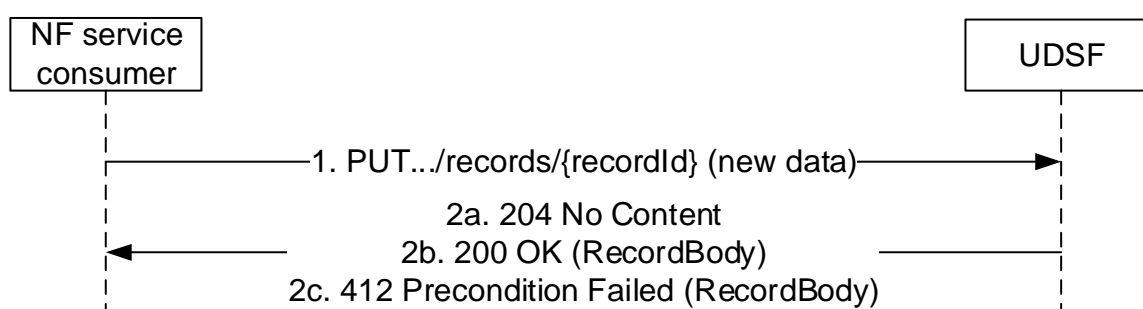 NF service
consumer
UDSF
1. PUT.../records/{recordId} (new data)
2a. 204 No Content
2b. 200 OK (RecordBody)
2c. 412 Precondition Failed (RecordBody)